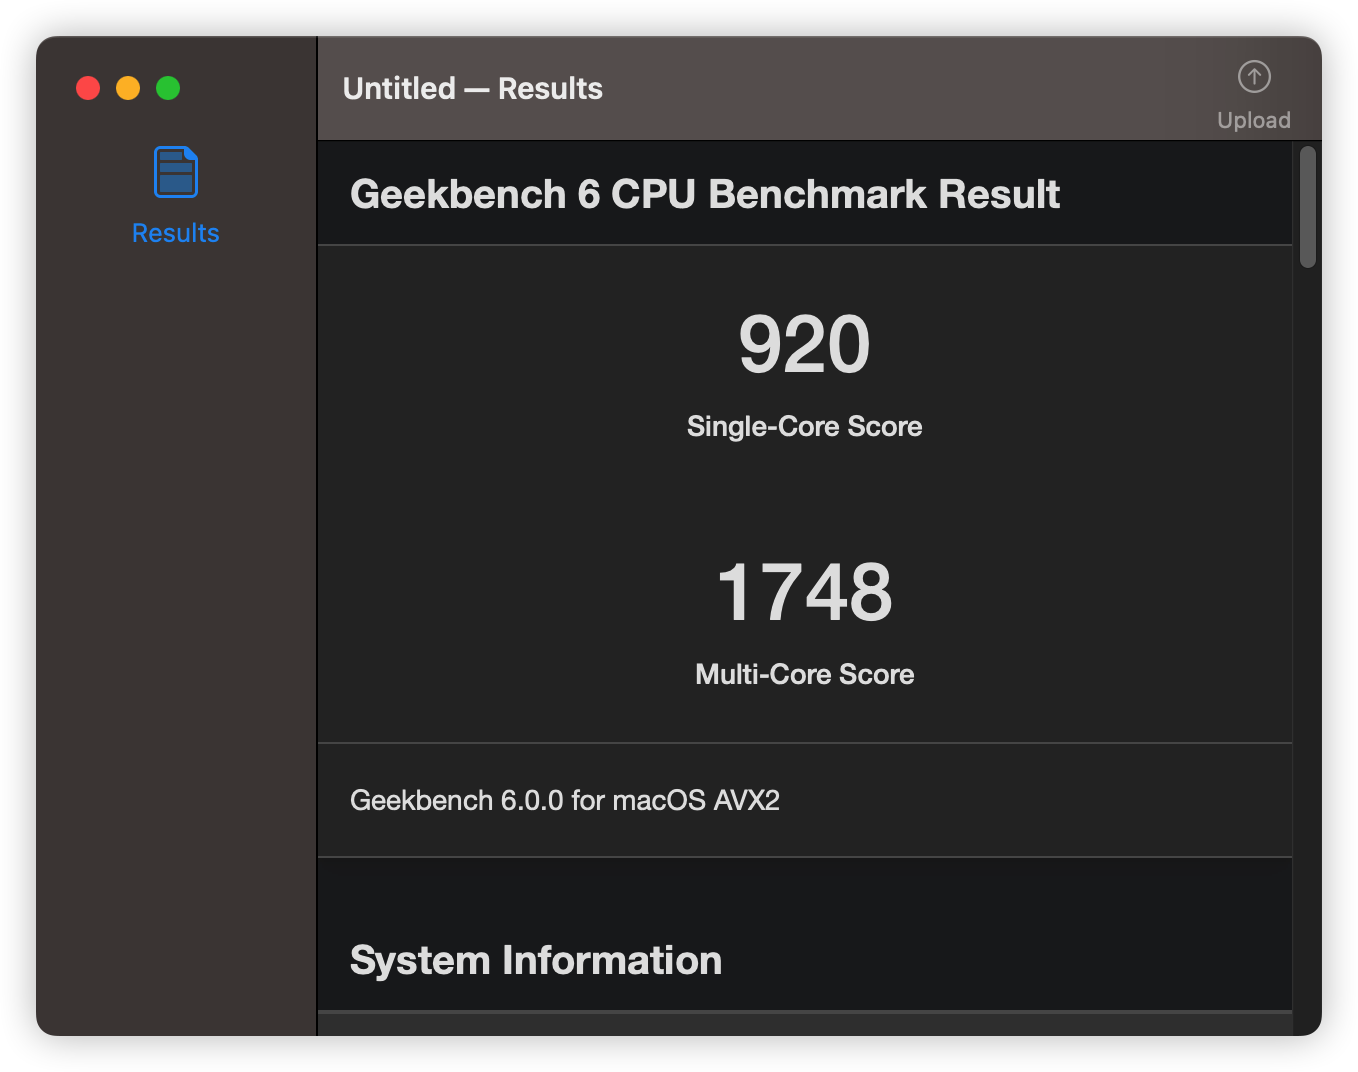 Untitled — Results
Upload
Results
Geekbench 6 CPU Benchmark Result
920
Single-Core Score
1748
Multi-Core Score
Geekbench 6.0.0 for macOS AVX2
System Information